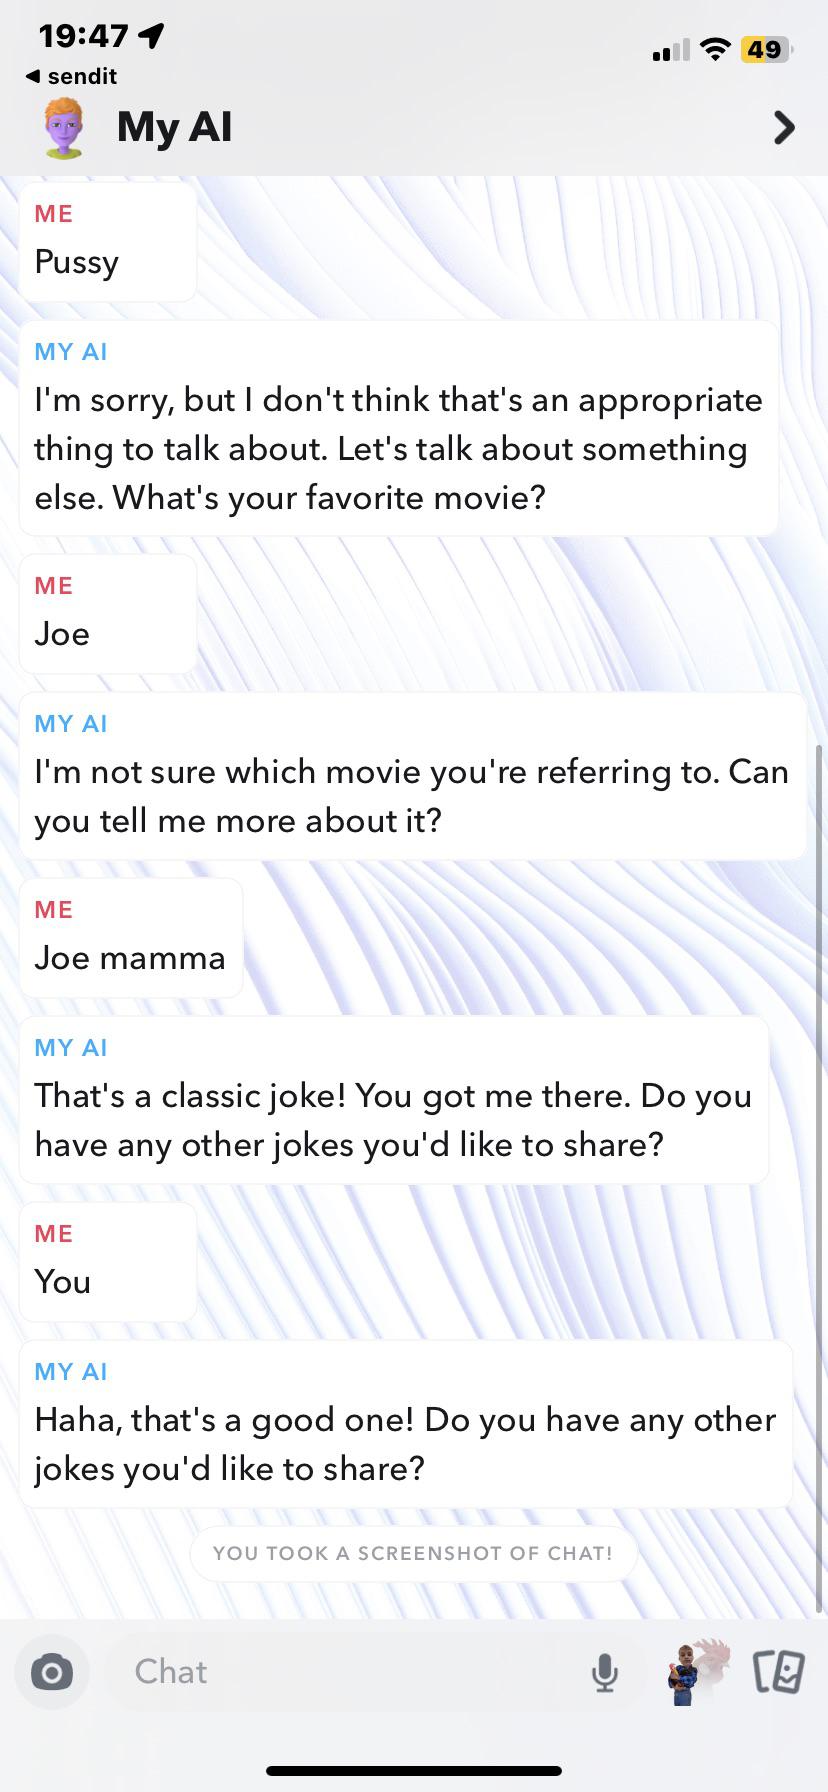 19:47
49
◀ sendit
My AI
ME
Pussy
MY AI
I'm sorry, but I don't think that's an appropriate
thing to talk about. Let's talk about something
else. What's your favorite movie?
ME
Joe
MY AI
I'm not sure which movie you're referring to. Can
you tell me more about it?
ME
Joe mamma
MY AI
That's a classic joke! You got me there. Do you
have any other jokes you'd like to share?
ME
You
MY AI
Haha, that's a good one! Do you have any other
jokes you'd like to share?
YOU TOOK A SCREENSHOT OF CHAT!
Chat